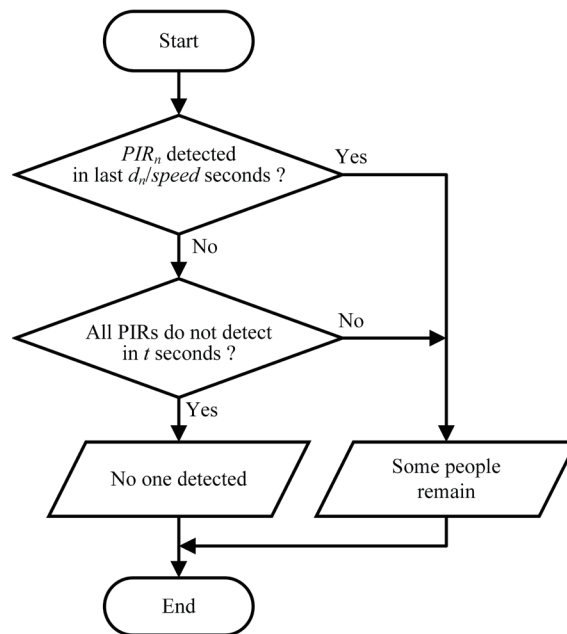 Start
PIRn detected
in last dn/speed seconds ?
Yes
No
All PIRs do not detect
in t seconds ?
No
Yes
No one detected
Some people
remain
End